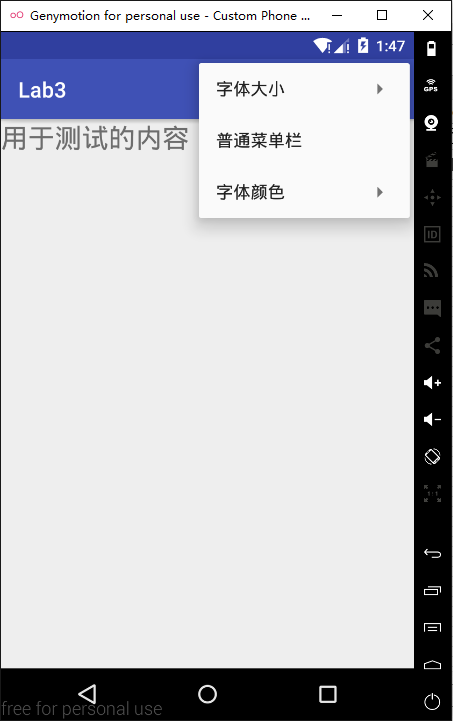 Genymotion for personal use - Custom Phone ...
1:47
Lab3
字体大小
普通菜单栏
字体颜色
用于测试的内容
GPS
ID
free for personal use